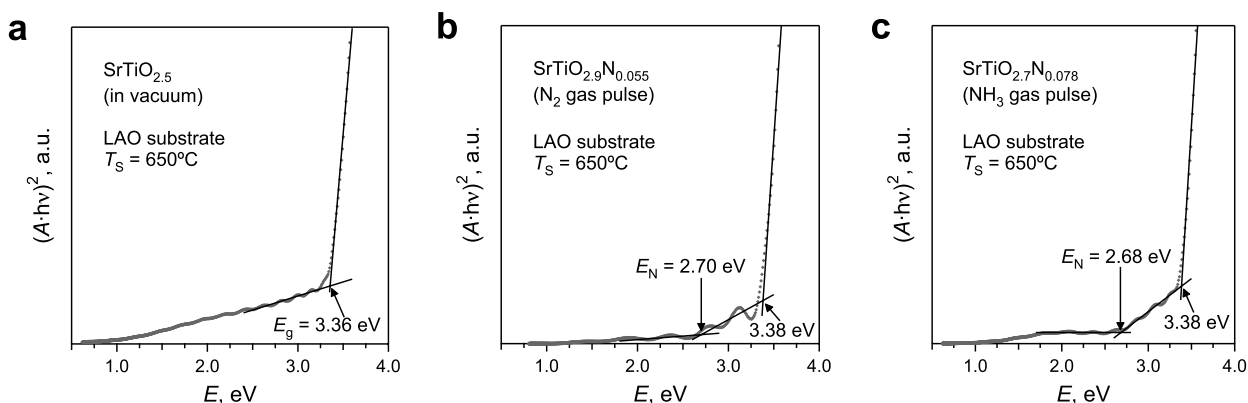 a
SrTiO2.5
(in vacuum)
LAO substrate
TS = 650ºC
(A·hν)2, a.u.
Eg = 3.36 eV
1.0 2.0 3.0 4.0
E, eV
b
SrTiO2.9N0.055
(N2 gas pulse)
LAO substrate
TS = 650ºC
(A·hν)2, a.u.
EN = 2.70 eV
3.38 eV
1.0 2.0 3.0 4.0
E, eV
c
SrTiO2.7N0.078
(NH3 gas pulse)
LAO substrate
TS = 650ºC
(A·hν)2, a.u.
EN = 2.68 eV
3.38 eV
1.0 2.0 3.0 4.0
E, eV